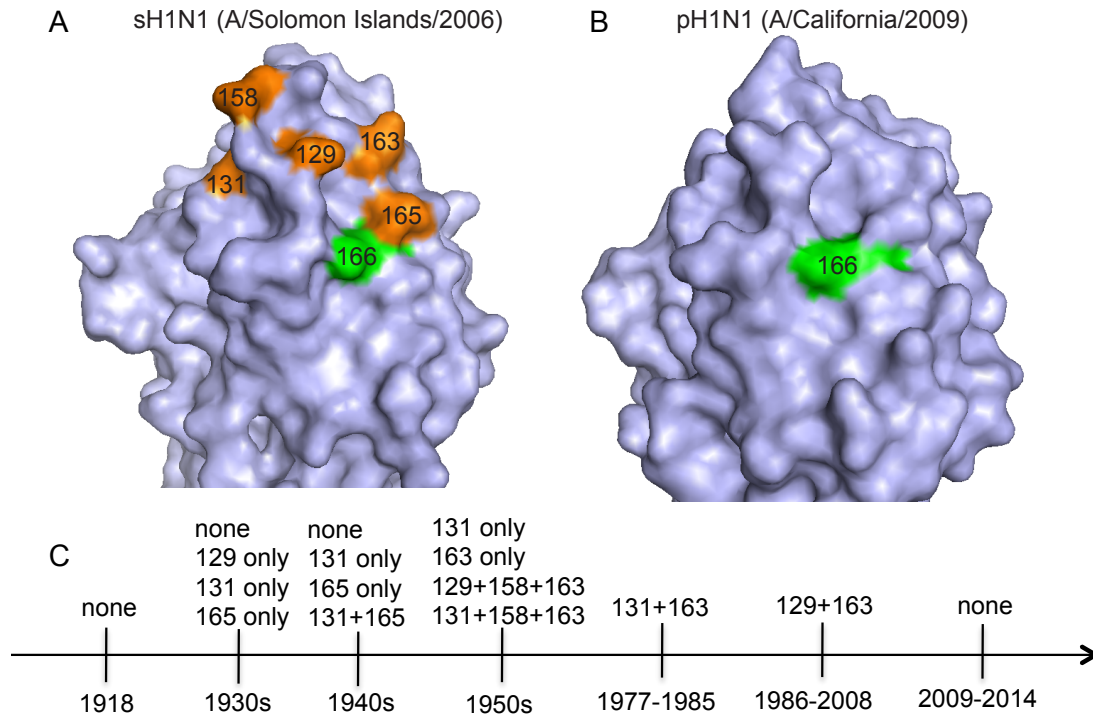 A
sH1N1 (A/Solomon Islands/2006)
158
129
163
131
165
166
B
pH1N1 (A/California/2009)
166
C
none
none
129 only
131 only
165 only
none
131 only
165 only
131+165
131 only
163 only
129+158+163
131+158+163
131+163
129+163
none
1918
1930s
1940s
1950s
1977-1985
1986-2008
2009-2014